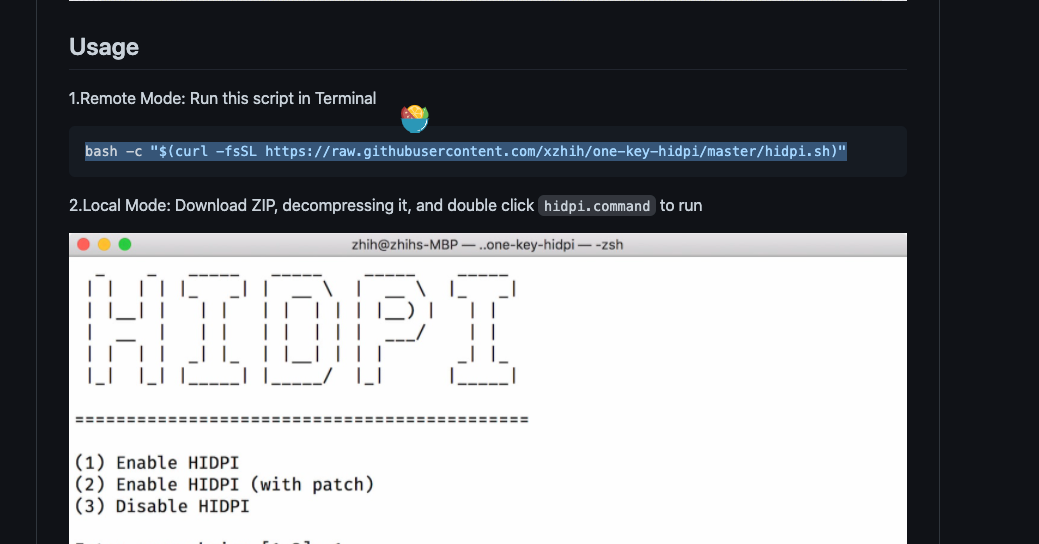 Usage
1.Remote Mode: Run this script in Terminal
bash -c "$(curl -fsSL https://raw.githubusercontent.com/xzhih/one-key-hidpi/master/hidpi.sh)"
2.Local Mode: Download ZIP, decompressing it, and double click hidpi.command to run
zhih@zhihs-MBP — ..one-key-hidpi — -zsh
HIDPI
============================================
(1) Enable HIDPI
(2) Enable HIDPI (with patch)
(3) Disable HIDPI